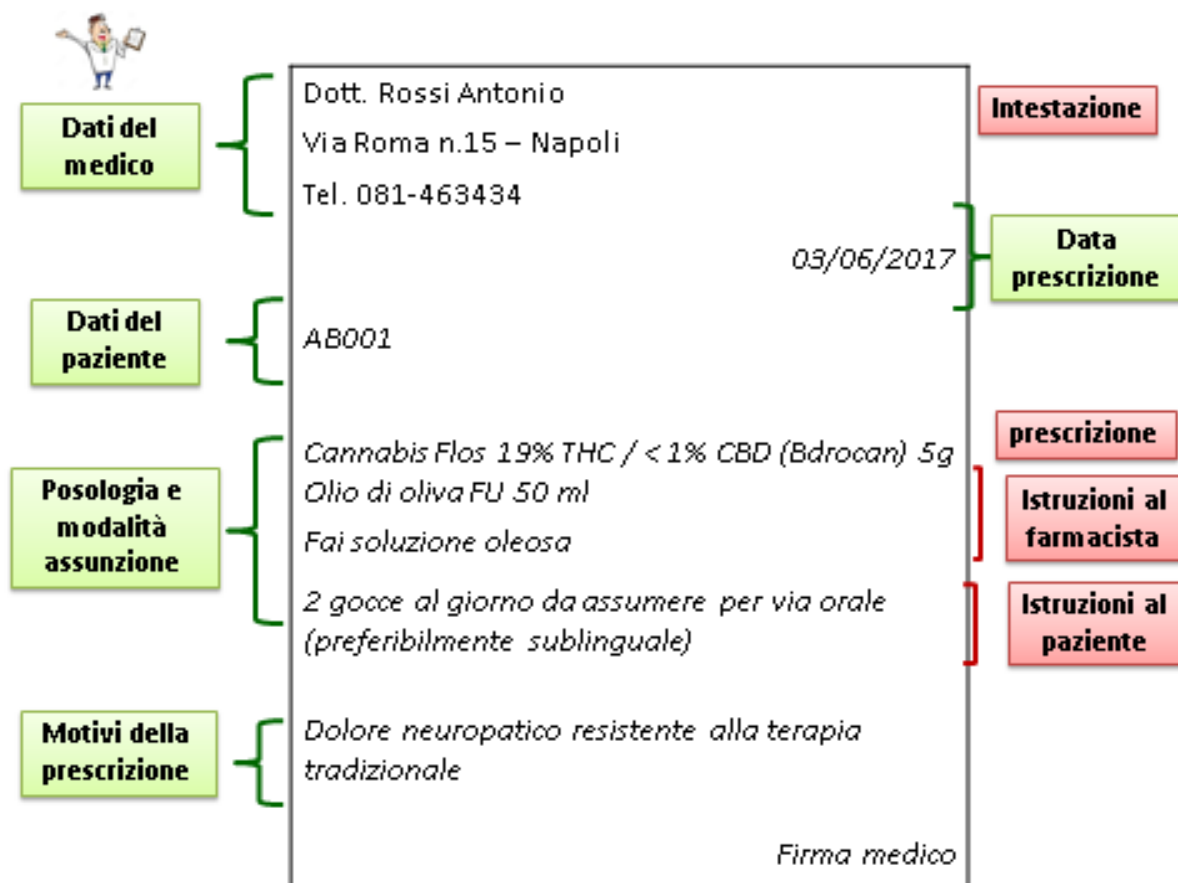 Dati del
medico
Dott. Rossi Antonio
Via Roma n.15 – Napoli
Tel. 081-463434
Intestazione
03/06/2017
Data
prescrizione
Dati del
paziente
AB001
Posologia e
modalità
assunzione
Cannabis Flos 19% THC / < 1% CBD (Bdrocan) 5g
Olio di oliva FU 50 ml
Fai soluzione oleosa
2 gocce al giorno da assumere per via orale
(preferibilmente sublinguale)
prescrizione
Istruzioni al
farmacista
Istruzioni al
paziente
Motivi della
prescrizione
Dolore neuropatico resistente alla terapia
tradizionale
Firma medico